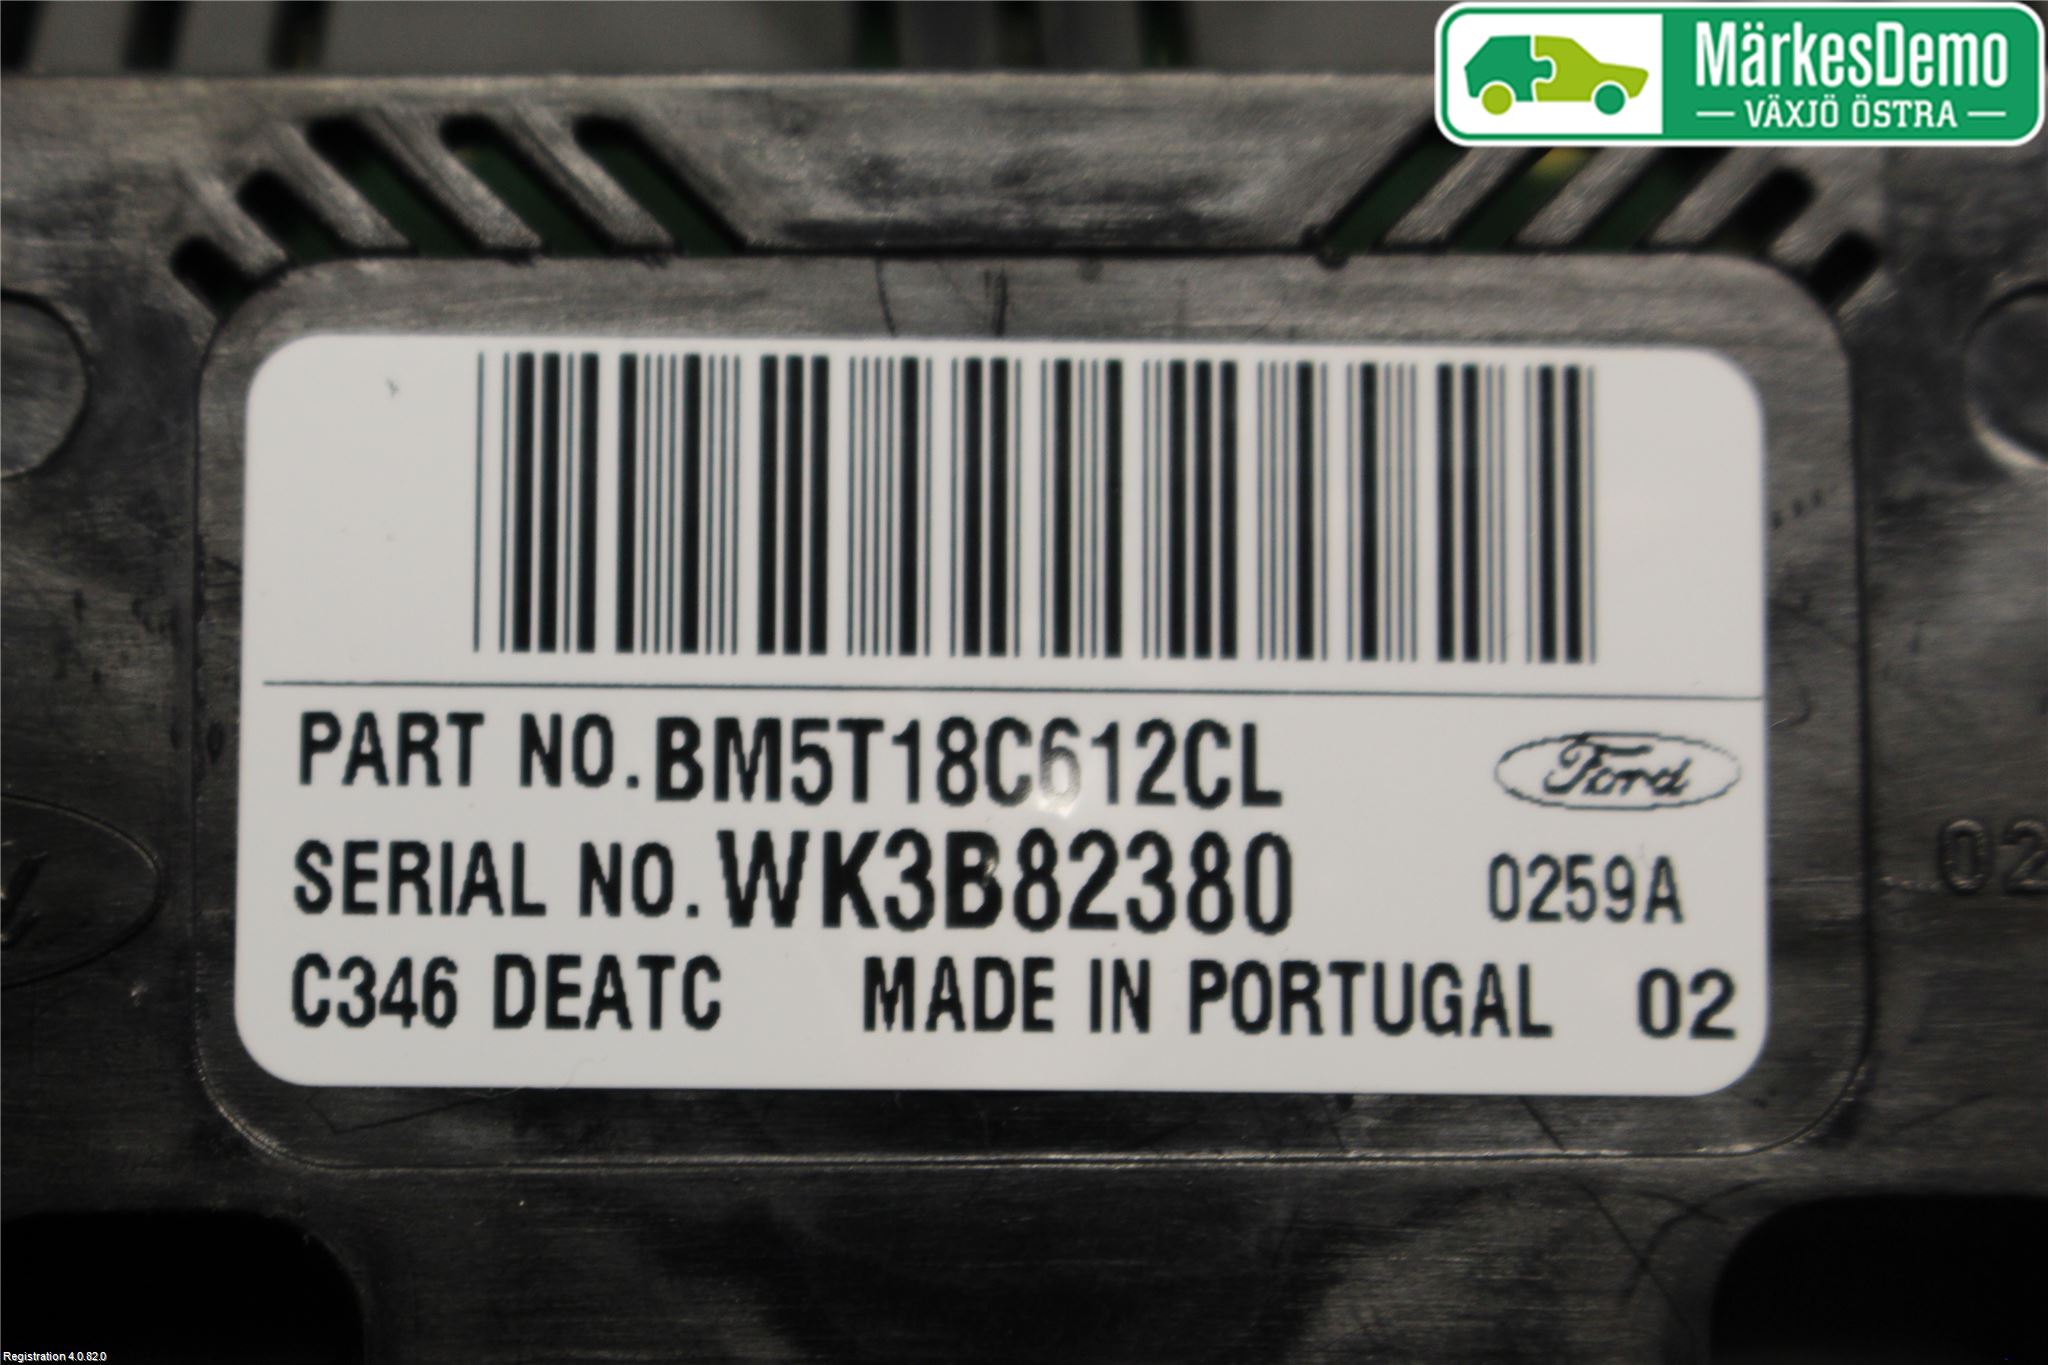 MärkesDemo
VÄXJÖ ÖSTRA
PART NO.BM5T18C612CL
Ford
SERIAL NO.WK3B82380
0259A
C346 DEATC
MADE IN PORTUGAL
02
02
Registration 4.0.82.0